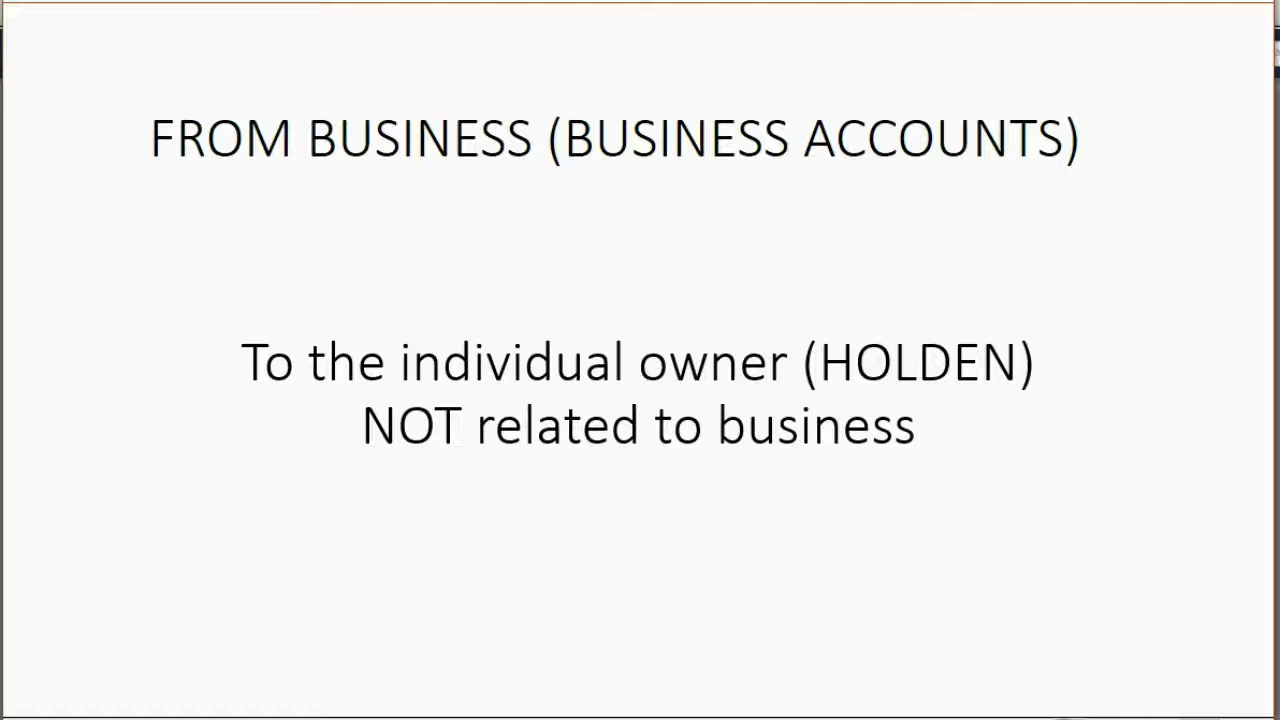 FROM BUSINESS (BUSINESS ACCOUNTS)
To the individual owner (HOLDEN)
NOT related to business